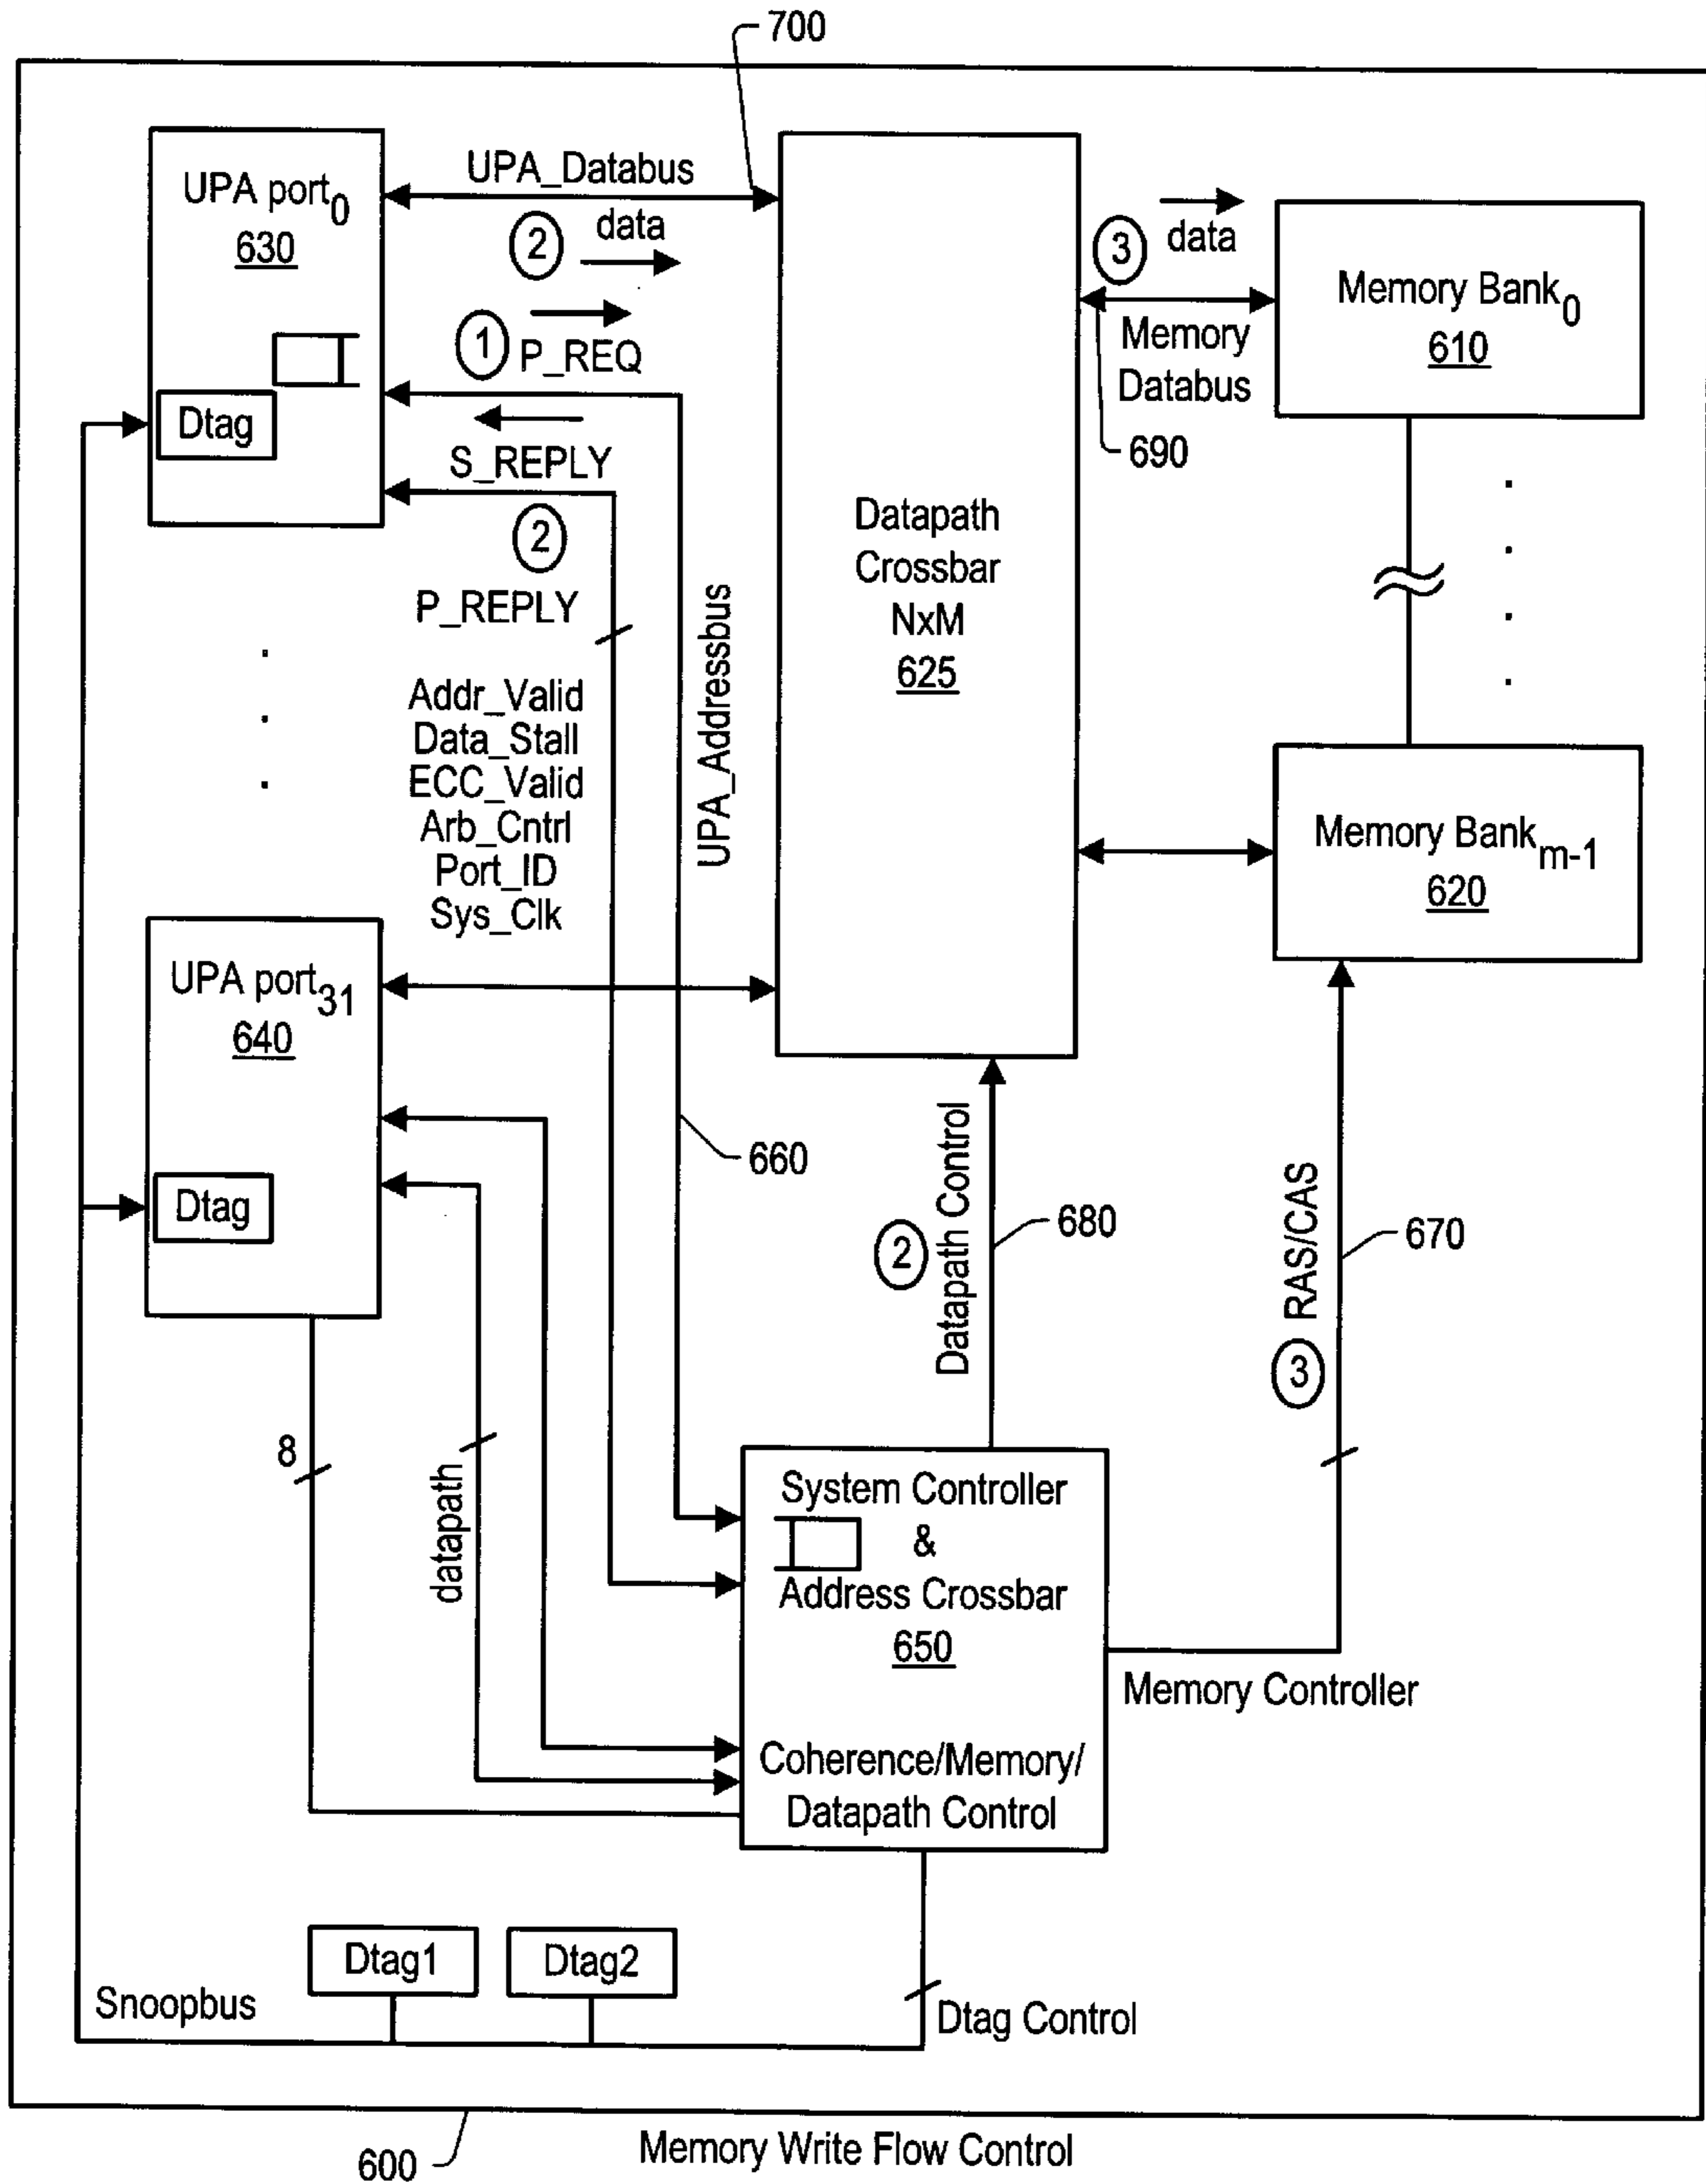 700
UPA port0
630
Dtag
UPA_Databus
2
data
1
P_REQ
S_REPLY
2
P_REPLY
Addr_Valid
Data_Stall
ECC_Valid
Arb_Cntrl
Port_ID
Sys_Clk
UPA_Addressbus
Datapath
Crossbar
NxM
625
3
data
Memory
Databus
690
Memory Bank0
610
Memory Bankm-1
620
UPA port31
640
Dtag
660
2
Datapath Control
680
3
RAS/CAS
670
8
datapath
System Controller
&
Address Crossbar
650
Coherence/Memory/
Datapath Control
Memory Controller
Dtag1
Dtag2
Snoopbus
Dtag Control
600
Memory Write Flow Control